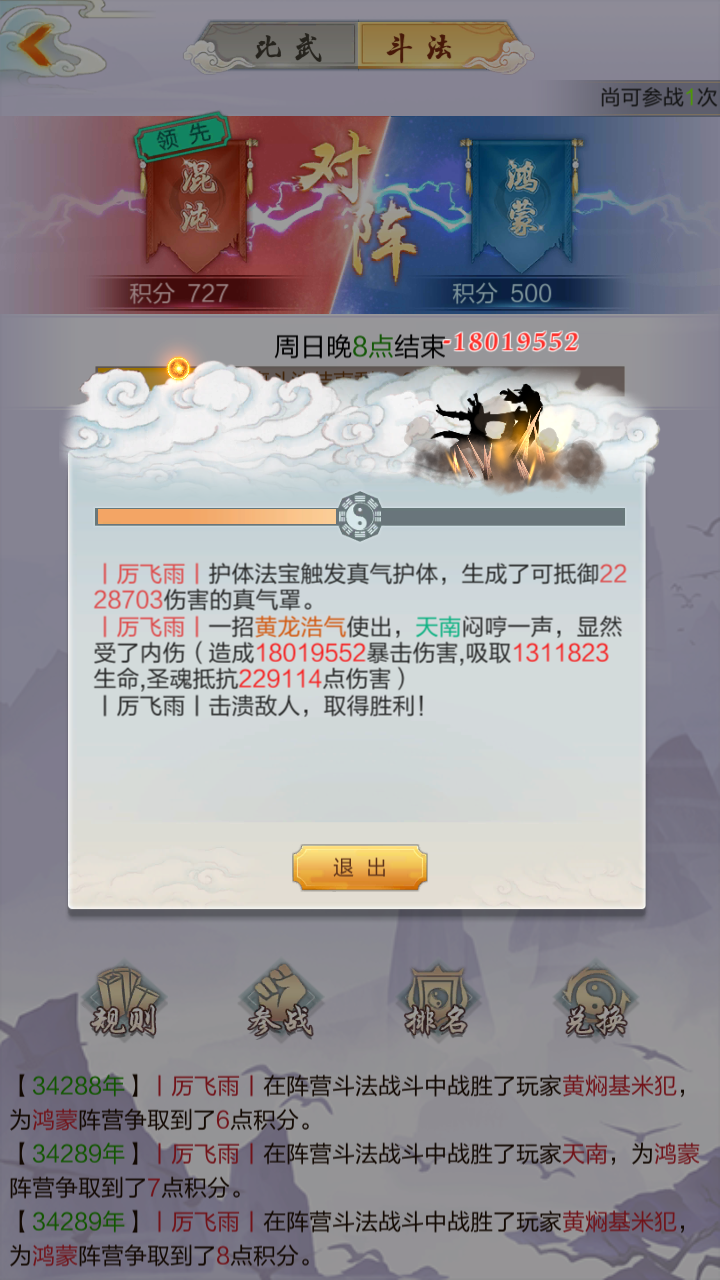 比武
斗法
尚可参战1次
领先
混沌
对阵
鸿蒙
积分 727
积分 500
周日晚8点结束
-18019552
丨厉飞雨丨护体法宝触发真气护体，生成了可抵御22
28703伤害的真气罩。
丨厉飞雨丨一招黄龙浩气使出，天南闷哼一声，显然
受了内伤（造成18019552暴击伤害,吸取1311823
生命,圣魂抵抗229114点伤害）
丨厉飞雨丨击溃敌人，取得胜利！
退出
规则
参战
排名
兑换
【34288年】丨厉飞雨丨在阵营斗法战斗中战胜了玩家黄焖基米犯，
为鸿蒙阵营争取到了6点积分。
【34289年】丨厉飞雨丨在阵营斗法战斗中战胜了玩家天南，为鸿蒙
阵营争取到了7点积分。
【34289年】丨厉飞雨丨在阵营斗法战斗中战胜了玩家黄焖基米犯，
为鸿蒙阵营争取到了8点积分。